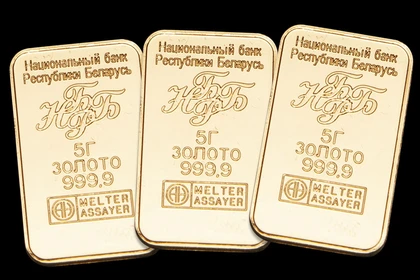 Национальный банк
Республики Беларусь
5Г
ЗОЛОТО
999,9
MELTER
ASSAYER
Национальный банк
Республики Беларусь
5Г
ЗОЛОТО
999,9
MELTER
ASSAYER
Национальный банк
Республики Беларусь
5Г
ЗОЛОТО
999,9
MELTER
ASSAYER